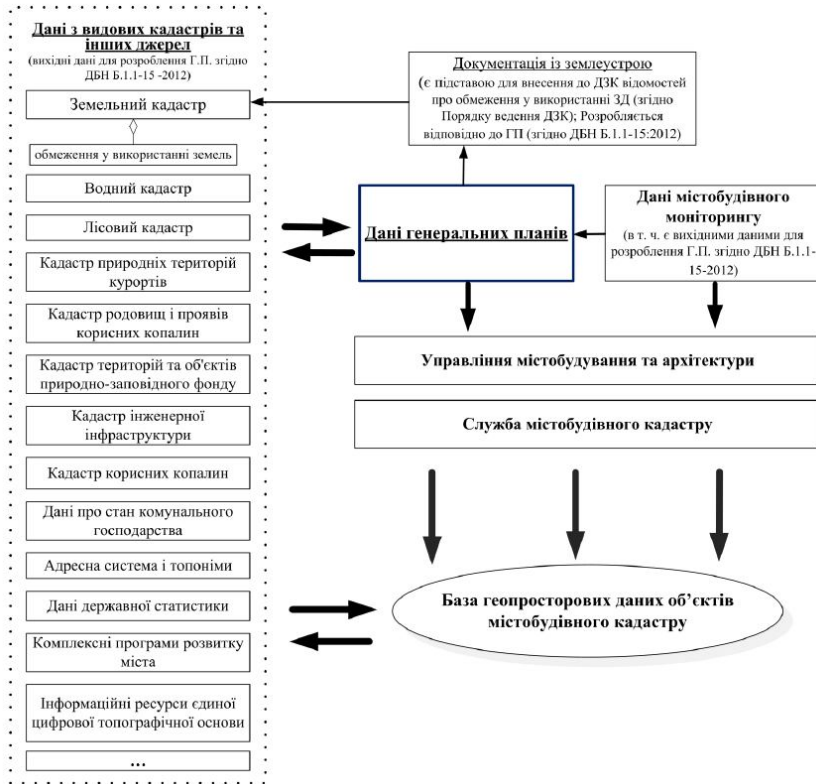 Дані з видових кадастрів та
інших джерел
(вихідні дані для розроблення Г.П. згідно
ДБН Б.1.1-15 -2012)
Земельний кадастр
обмеження у використанні земель
Водний кадастр
Лісовий кадастр
Кадастр природніх територій
курортів
Кадастр родовищ і проявів
корисних копалин
Кадастр територій та об'єктів
природно-заповідного фонду
Кадастр інженерної
інфраструктури
Кадастр корисних копалин
Дані про стан комунального
господарства
Адресна система і топоніми
Дані державної статистики
Комплексні програми розвитку
міста
Інформаційні ресурси єдиної
цифрової топографічної основи
...
Документація із землеустрою
(є підставою для внесення до ДЗК відомостей
про обмеження у використанні ЗД (згідно
Порядку ведення ДЗК); Розробляється
відповідно до ГП (згідно ДБН Б.1.1-15:2012)
Дані генеральних планів
Дані містобудівного
моніторингу
(в т. ч. є вихідними даними для
розроблення Г.П. згідно ДБН Б.1.1-
15-2012)
Управління містобудування та архітектури
Служба містобудівного кадастру
База геопросторових даних об’єктів
містобудівного кадастру